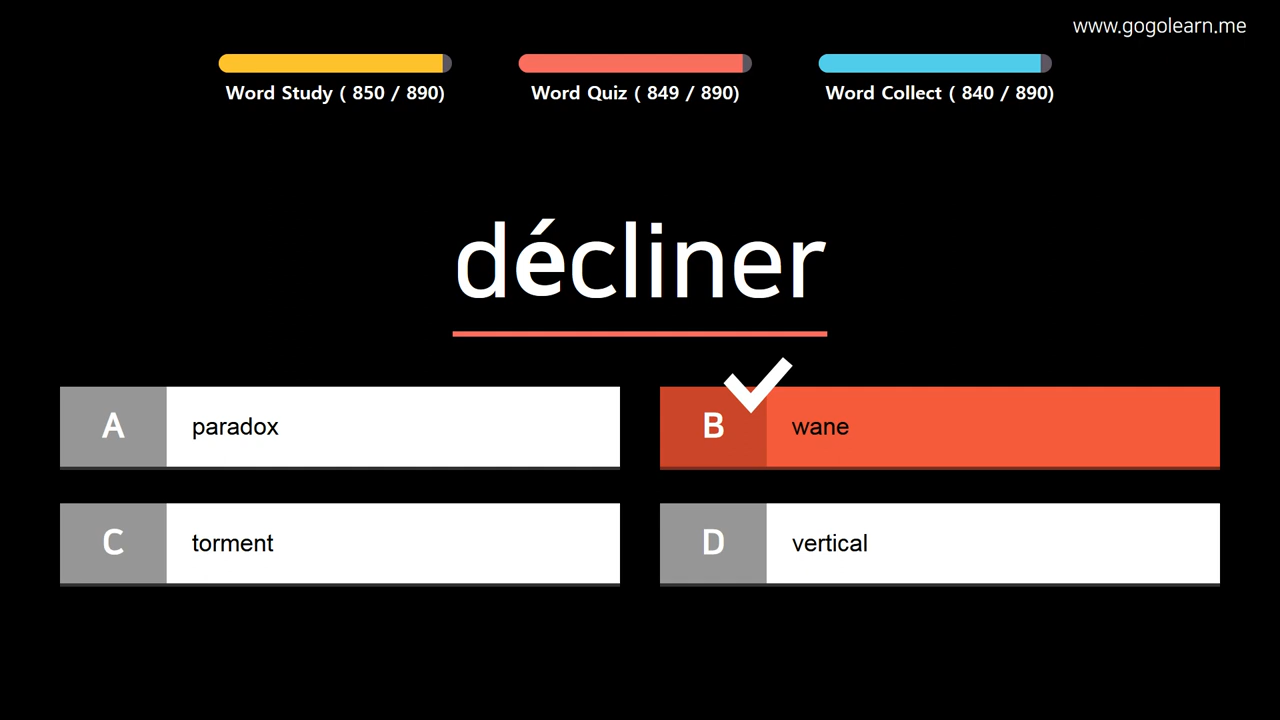 www.gogolearn.me
Word Study ( 850 / 890) Word Quiz ( 849 / 890) Word Collect ( 840 / 890)
décliner
A paradox
B wane
C torment
D vertical